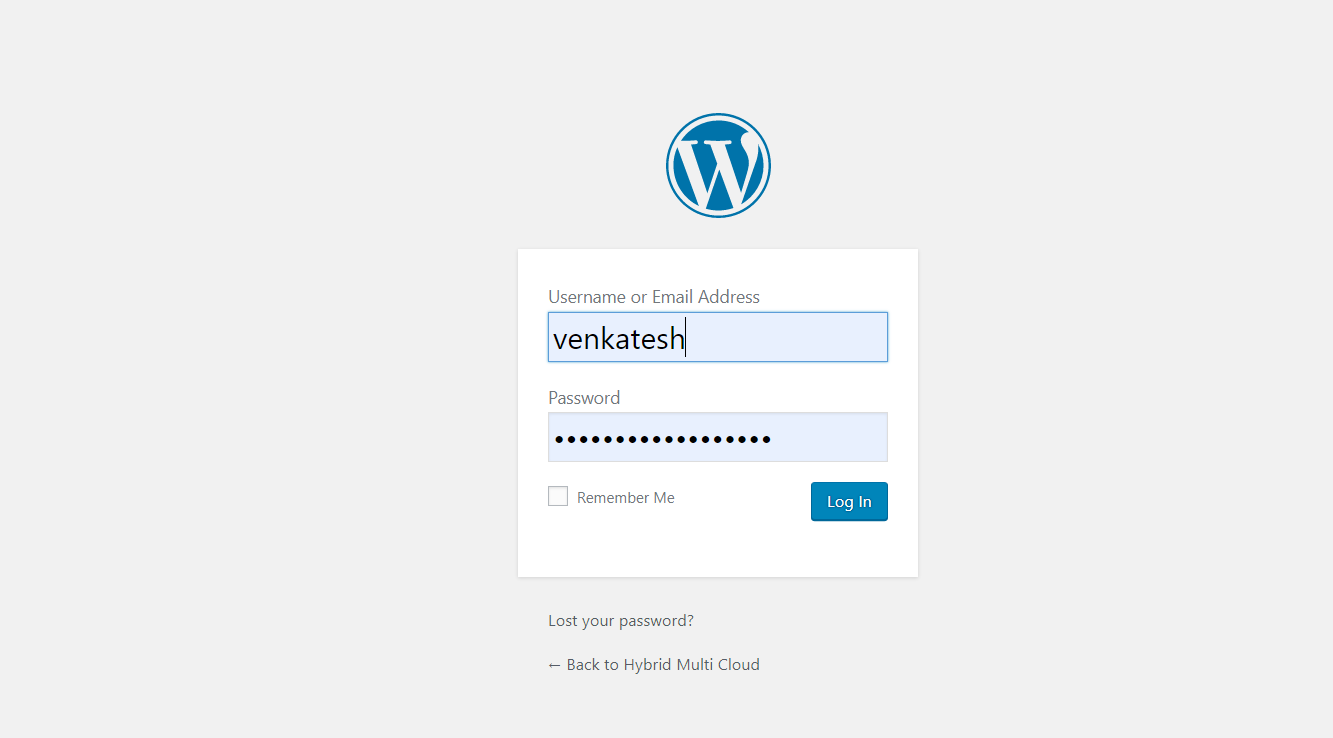 Username or Email Address
venkatesh
Password
••••••••••••••••••
Remember Me
Log In
Lost your password?
← Back to Hybrid Multi Cloud